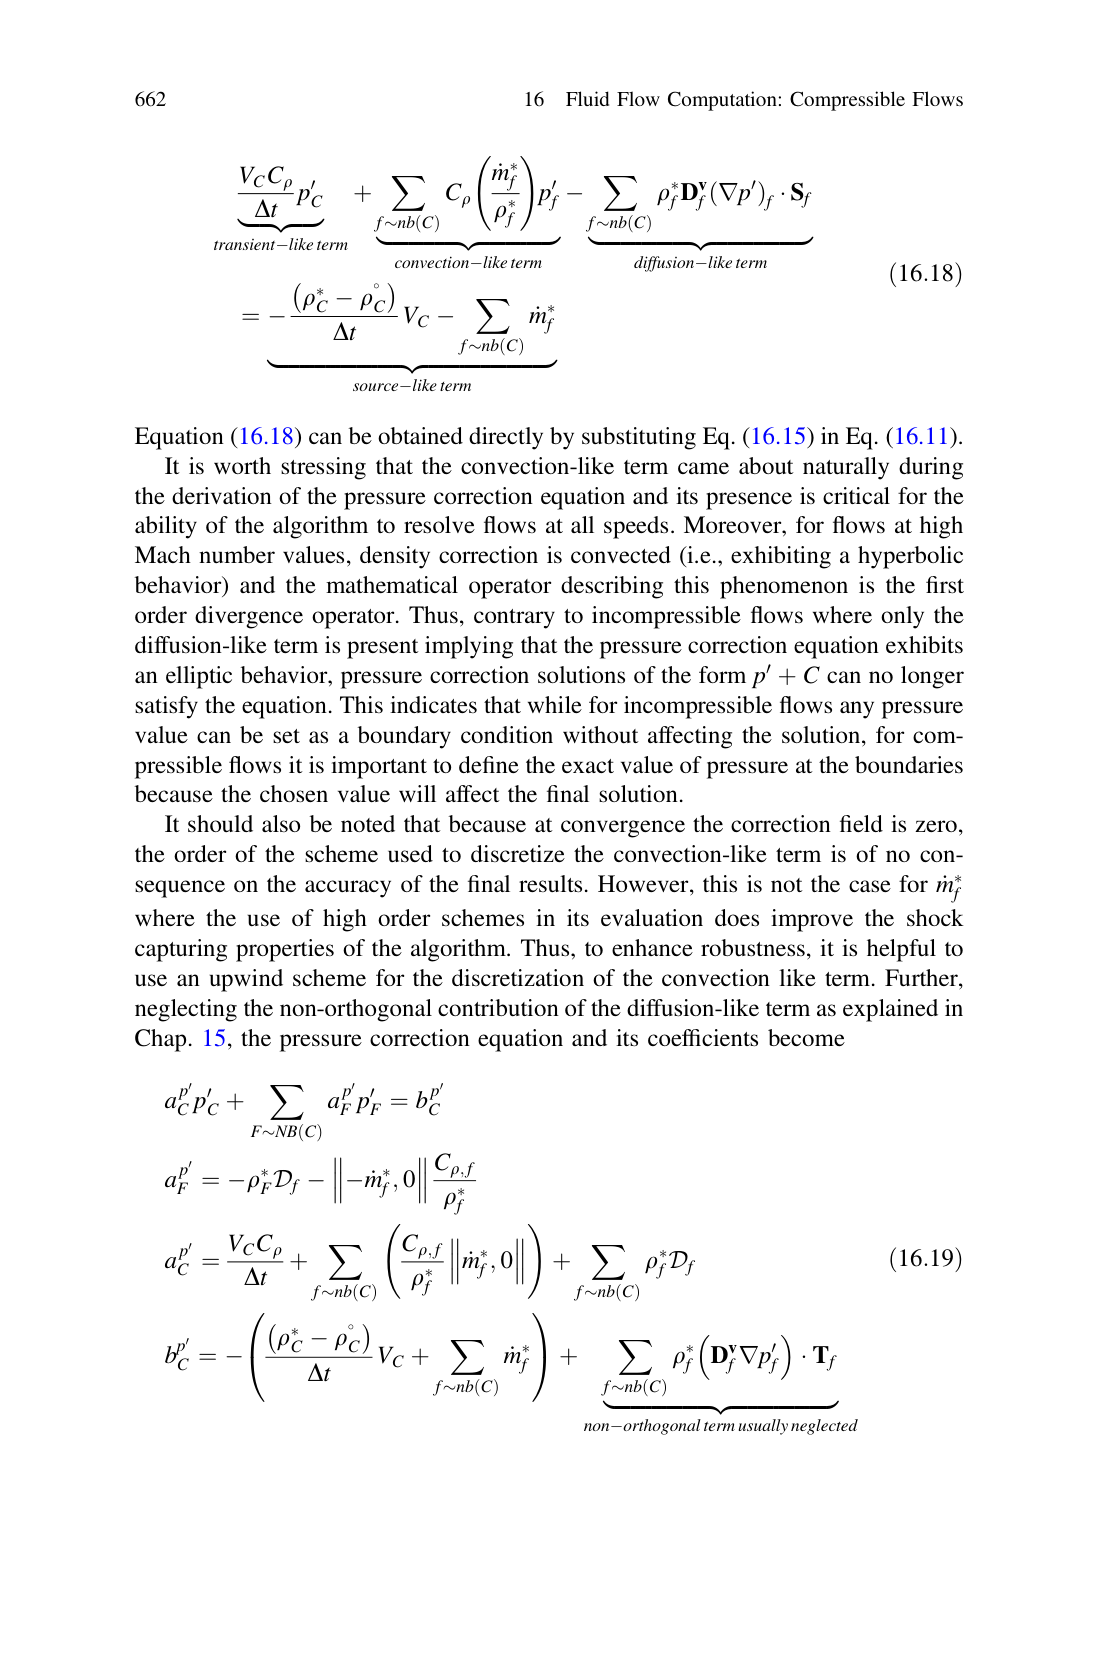 662 16 Fluid Flow Computation: Compressible Flows
\underbrace{\frac{V_C C_\rho}{\Delta t} p'_C}_{transient-like term} + \underbrace{\sum_{f \sim nb(C)} C_\rho \left( \frac{\dot{m}_f^*}{\rho_f^*} \right) p'_f}_{convection-like term} - \underbrace{\sum_{f \sim nb(C)} \rho_f^* \mathbf{D}_f^{\mathbf{v}} (\nabla p')_f \cdot \mathbf{S}_f}_{diffusion-like term}
= \underbrace{-\frac{(\rho_C^* - \rho_C^\circ)}{\Delta t} V_C - \sum_{f \sim nb(C)} \dot{m}_f^*}_{source-like term} (16.18)
Equation (16.18) can be obtained directly by substituting Eq. (16.15) in Eq. (16.11).
It is worth stressing that the convection-like term came about naturally during
the derivation of the pressure correction equation and its presence is critical for the
ability of the algorithm to resolve flows at all speeds. Moreover, for flows at high
Mach number values, density correction is convected (i.e., exhibiting a hyperbolic
behavior) and the mathematical operator describing this phenomenon is the first
order divergence operator. Thus, contrary to incompressible flows where only the
diffusion-like term is present implying that the pressure correction equation exhibits
an elliptic behavior, pressure correction solutions of the form p′ + C can no longer
satisfy the equation. This indicates that while for incompressible flows any pressure
value can be set as a boundary condition without affecting the solution, for com-
pressible flows it is important to define the exact value of pressure at the boundaries
because the chosen value will affect the final solution.
It should also be noted that because at convergence the correction field is zero,
the order of the scheme used to discretize the convection-like term is of no con-
sequence on the accuracy of the final results. However, this is not the case for \dot{m}_f^*
where the use of high order schemes in its evaluation does improve the shock
capturing properties of the algorithm. Thus, to enhance robustness, it is helpful to
use an upwind scheme for the discretization of the convection like term. Further,
neglecting the non-orthogonal contribution of the diffusion-like term as explained in
Chap. 15, the pressure correction equation and its coefficients become
a_C^{p'} p'_C + \sum_{F \sim NB(C)} a_F^{p'} p'_F = b_C^{p'}
a_F^{p'} = -\rho_F^* \mathcal{D}_f - \left\| -\dot{m}_f^*, 0 \right\| \frac{C_{\rho,f}}{\rho_f^*}
a_C^{p'} = \frac{V_C C_\rho}{\Delta t} + \sum_{f \sim nb(C)} \left( \frac{C_{\rho,f}}{\rho_f^*} \left\| \dot{m}_f^*, 0 \right\| \right) + \sum_{f \sim nb(C)} \rho_f^* \mathcal{D}_f (16.19)
b_C^{p'} = -\left( \frac{(\rho_C^* - \rho_C^\circ)}{\Delta t} V_C + \sum_{f \sim nb(C)} \dot{m}_f^* \right) + \underbrace{\sum_{f \sim nb(C)} \rho_f^* \left( \mathbf{D}_f^{\mathbf{v}} \nabla p'_f \right) \cdot \mathbf{T}_f}_{non-orthogonal term usually neglected}